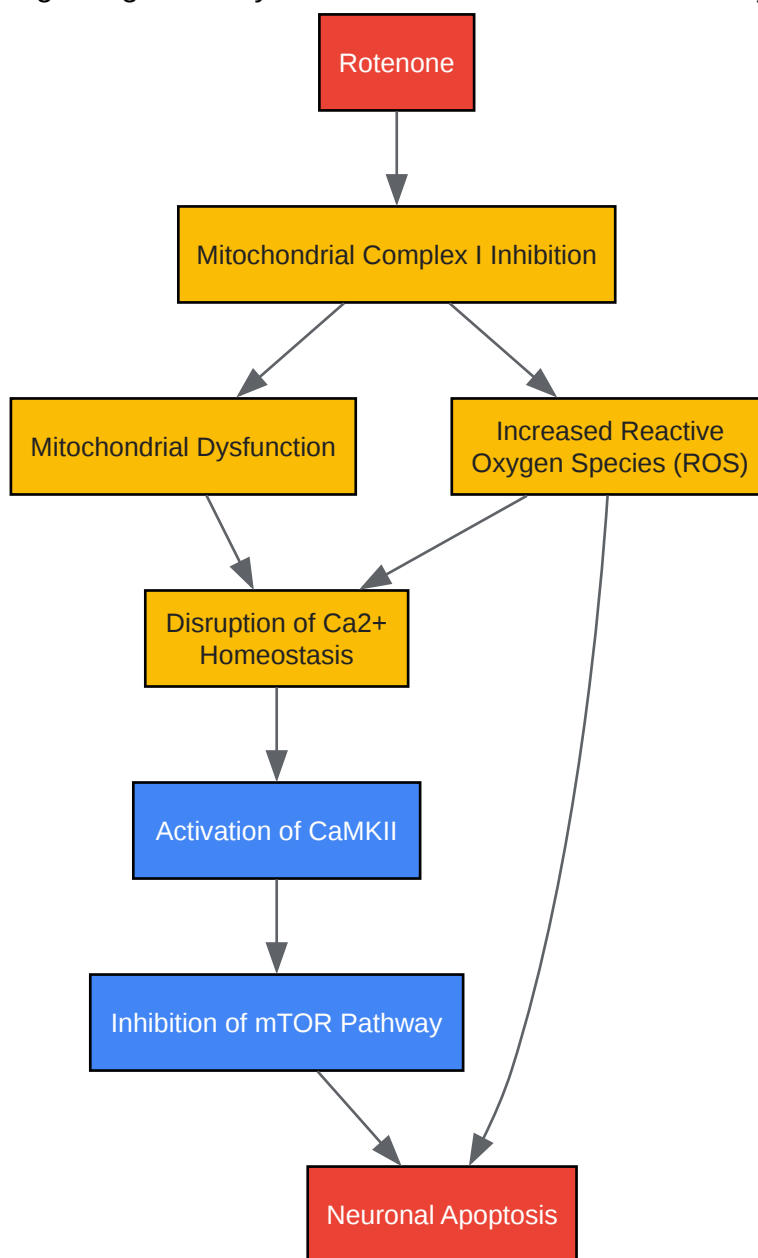 Rotenone
Mitochondrial Complex I Inhibition
Mitochondrial Dysfunction
Increased Reactive
Oxygen Species (ROS)
Disruption of Ca2+
Homeostasis
Activation of CaMKII
Inhibition of mTOR Pathway
Neuronal Apoptosis